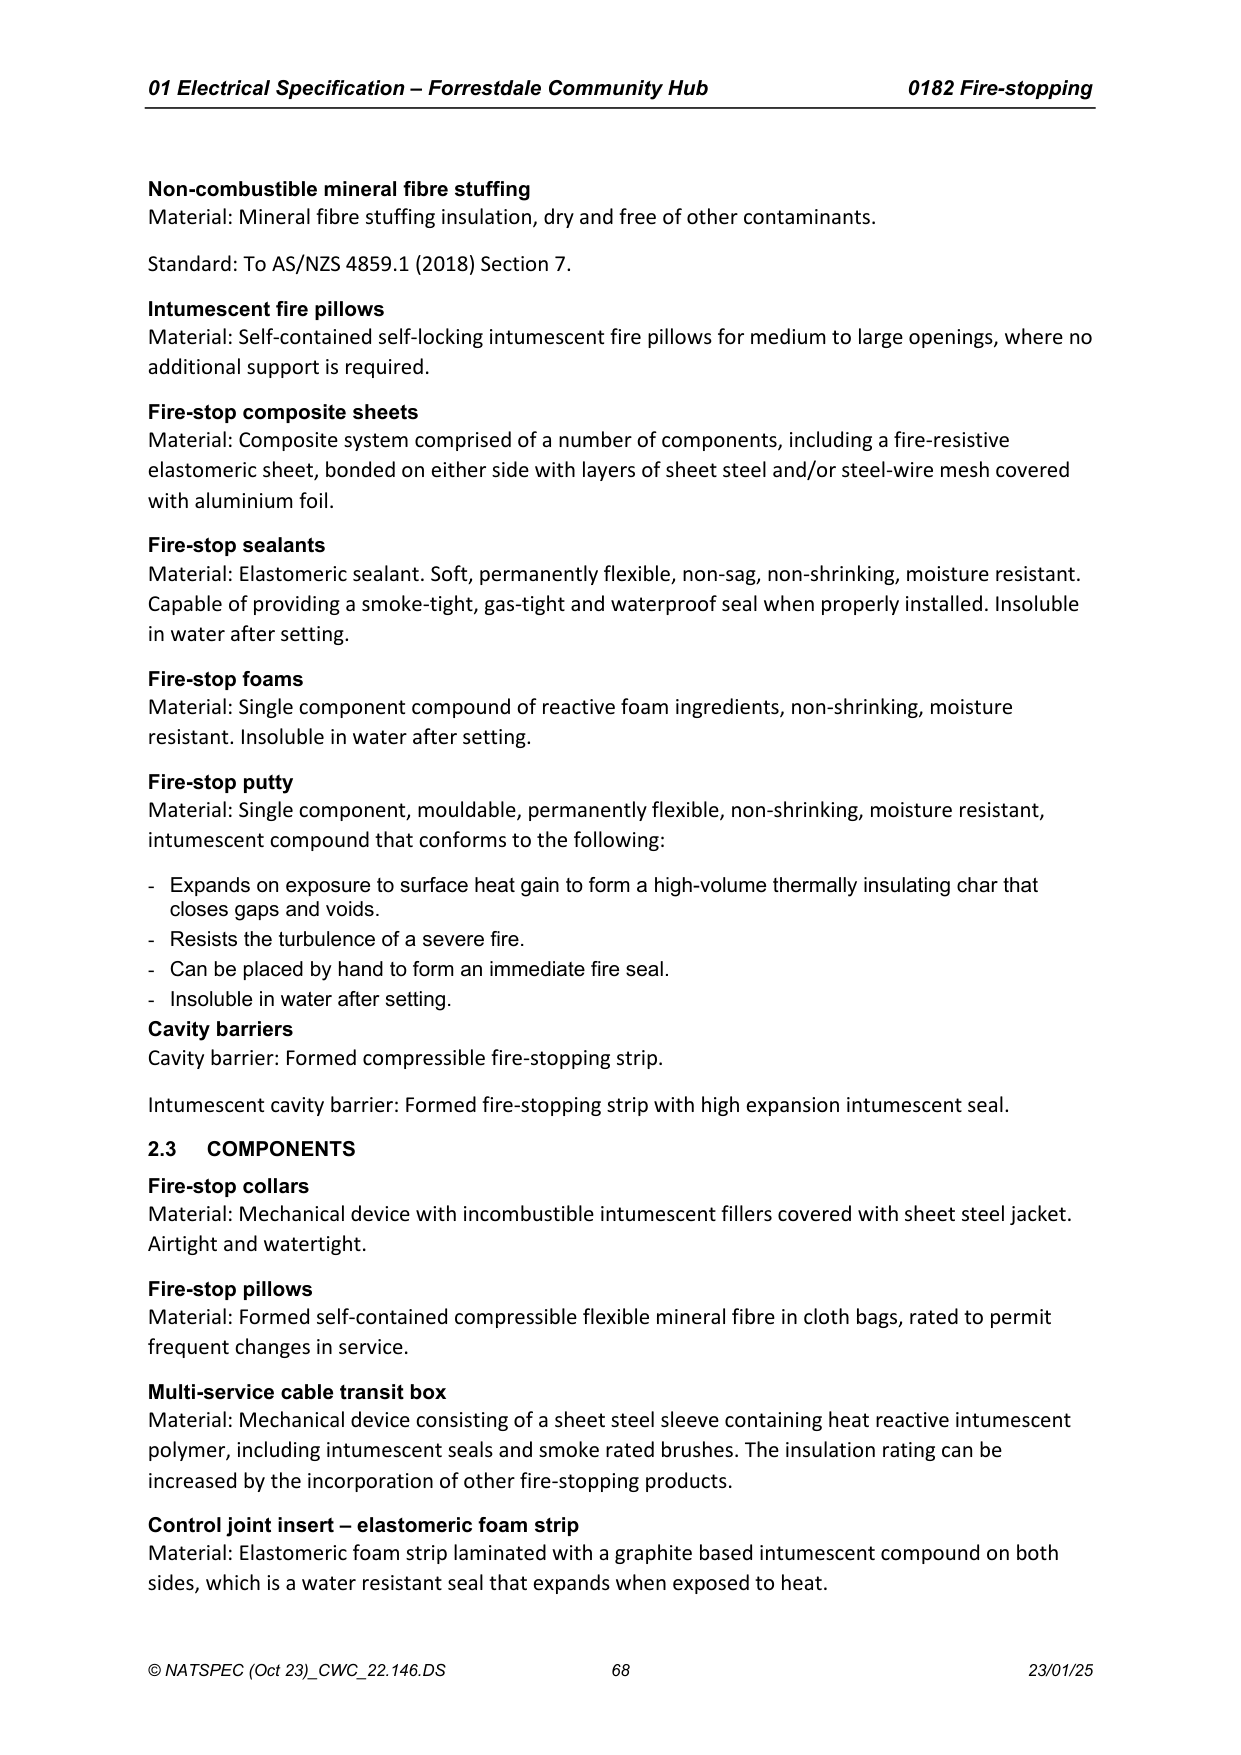 01 Electrical Specification – Forrestdale Community Hub 0182 Fire-stopping
Non-combustible mineral fibre stuffing
Material: Mineral fibre stuffing insulation, dry and free of other contaminants.
Standard: To AS/NZS 4859.1 (2018) Section 7.
Intumescent fire pillows
Material: Self-contained self-locking intumescent fire pillows for medium to large openings, where no
additional support is required.
Fire-stop composite sheets
Material: Composite system comprised of a number of components, including a fire-resistive
elastomeric sheet, bonded on either side with layers of sheet steel and/or steel-wire mesh covered
with aluminium foil.
Fire-stop sealants
Material: Elastomeric sealant. Soft, permanently flexible, non-sag, non-shrinking, moisture resistant.
Capable of providing a smoke-tight, gas-tight and waterproof seal when properly installed. Insoluble
in water after setting.
Fire-stop foams
Material: Single component compound of reactive foam ingredients, non-shrinking, moisture
resistant. Insoluble in water after setting.
Fire-stop putty
Material: Single component, mouldable, permanently flexible, non-shrinking, moisture resistant,
intumescent compound that conforms to the following:
- Expands on exposure to surface heat gain to form a high-volume thermally insulating char that
closes gaps and voids.
- Resists the turbulence of a severe fire.
- Can be placed by hand to form an immediate fire seal.
- Insoluble in water after setting.
Cavity barriers
Cavity barrier: Formed compressible fire-stopping strip.
Intumescent cavity barrier: Formed fire-stopping strip with high expansion intumescent seal.
2.3 COMPONENTS
Fire-stop collars
Material: Mechanical device with incombustible intumescent fillers covered with sheet steel jacket.
Airtight and watertight.
Fire-stop pillows
Material: Formed self-contained compressible flexible mineral fibre in cloth bags, rated to permit
frequent changes in service.
Multi-service cable transit box
Material: Mechanical device consisting of a sheet steel sleeve containing heat reactive intumescent
polymer, including intumescent seals and smoke rated brushes. The insulation rating can be
increased by the incorporation of other fire-stopping products.
Control joint insert – elastomeric foam strip
Material: Elastomeric foam strip laminated with a graphite based intumescent compound on both
sides, which is a water resistant seal that expands when exposed to heat.
© NATSPEC (Oct 23)_CWC_22.146.DS 68 23/01/25